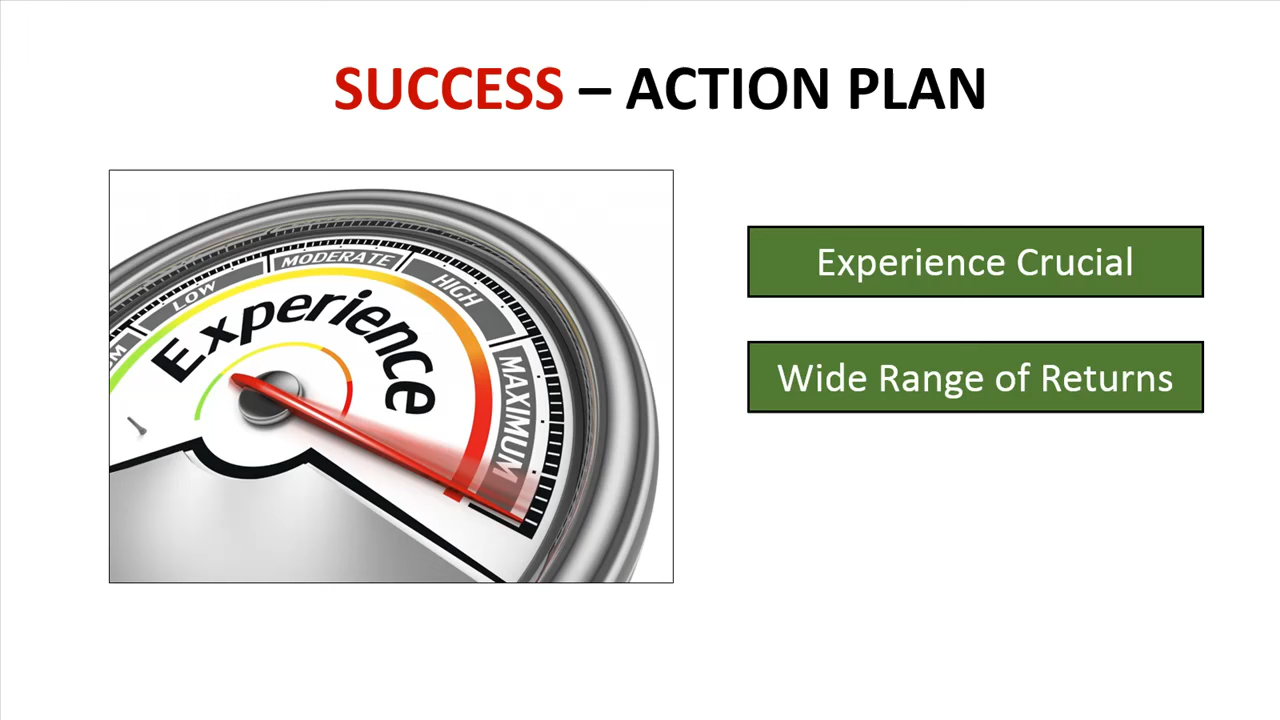 SUCCESS – ACTION PLAN
MODERATE
LOW
HIGH
Experience
MAXIMUM
Experience Crucial
Wide Range of Returns